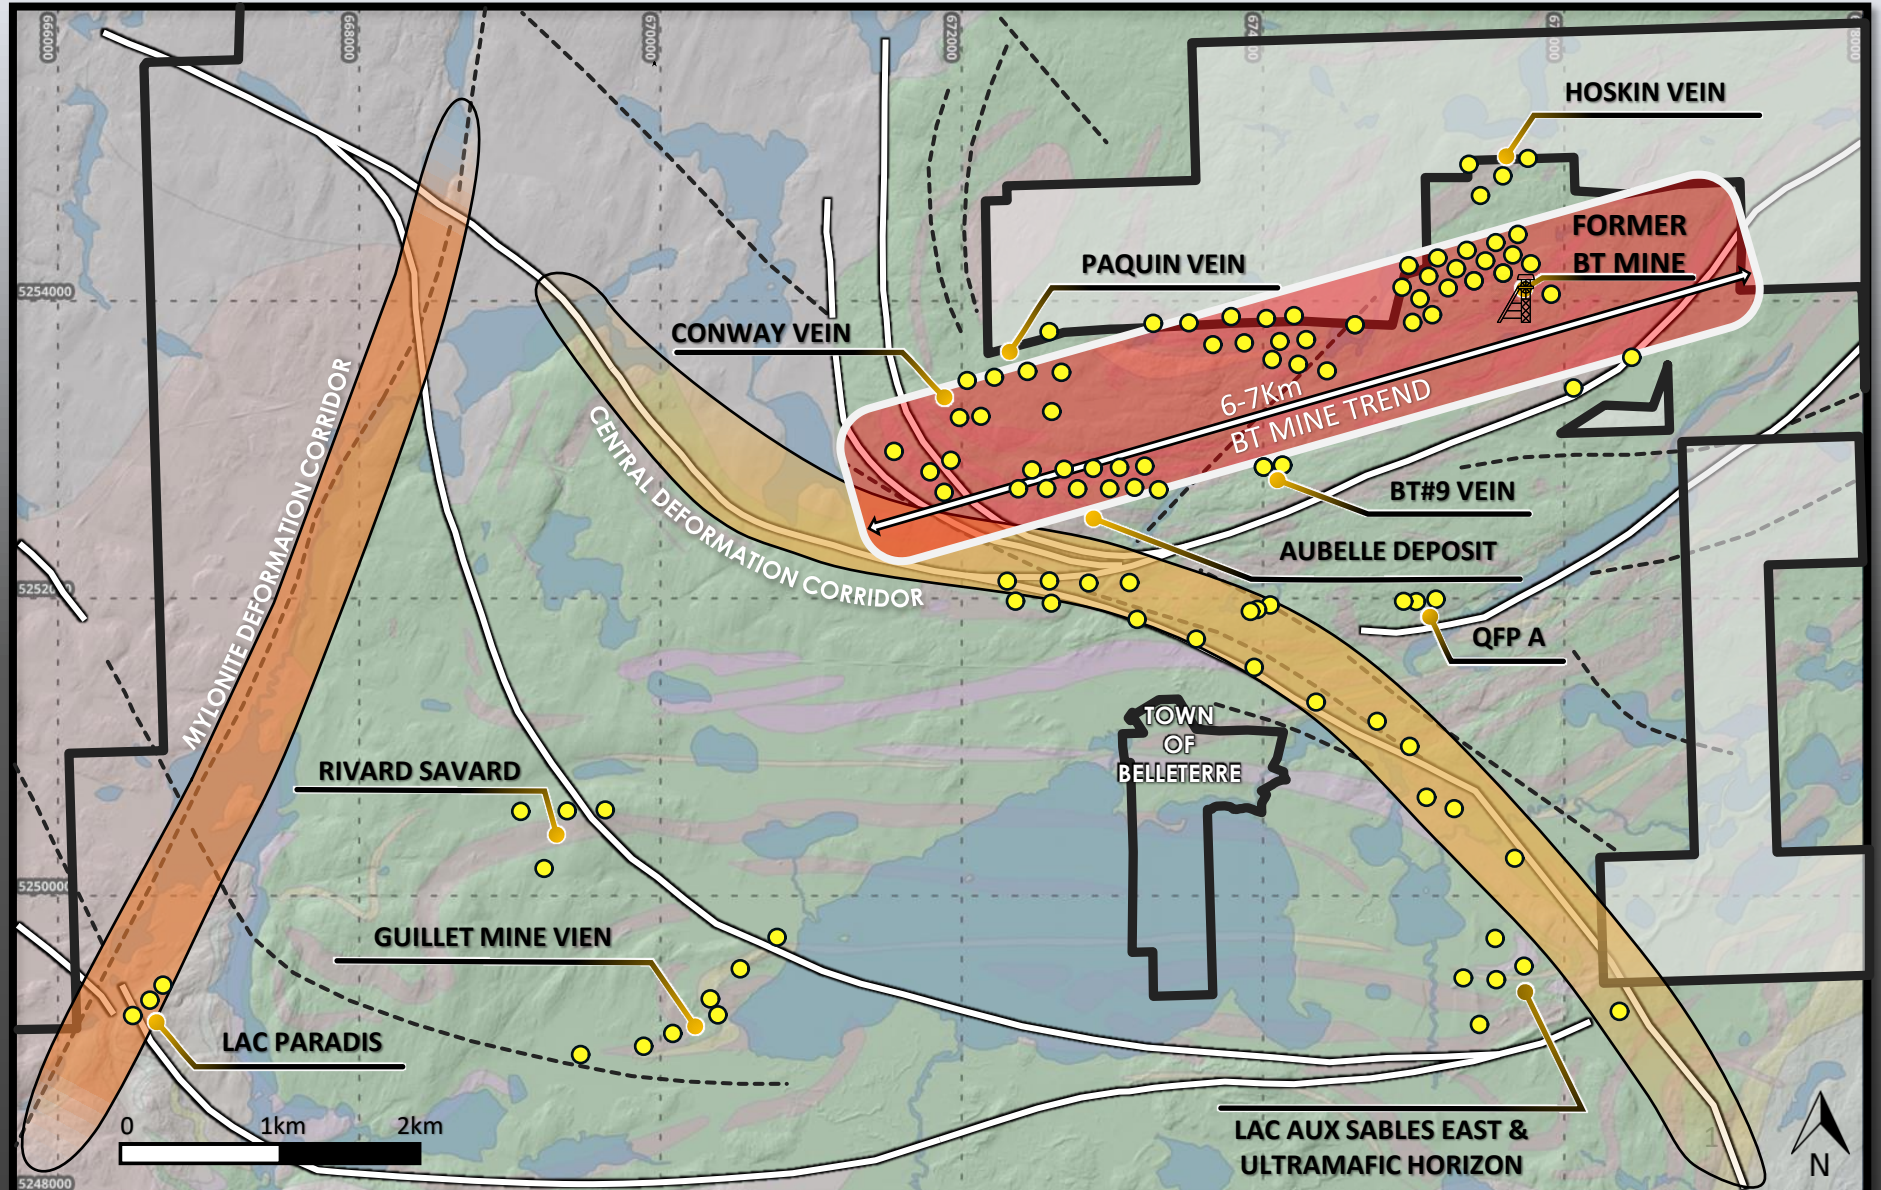 666000
668000
670000
672000
HOSKIN VEIN
FORMER
BT MINE
PAQUIN VEIN
5254000
CONWAY VEIN
6-7Km
BT MINE TREND
MYLONITE DEFORMATION CORRIDOR
CENTRAL DEFORMATION CORRIDOR
BT#9 VEIN
AUBELLE DEPOSIT
5252000
QFP A
TOWN
OF
BELLETERRE
RIVARD SAVARD
5250000
GUILLET MINE VIEN
LAC PARADIS
0 1km 2km
LAC AUX SABLES EAST &
ULTRAMAFIC HORIZON
N
5248000